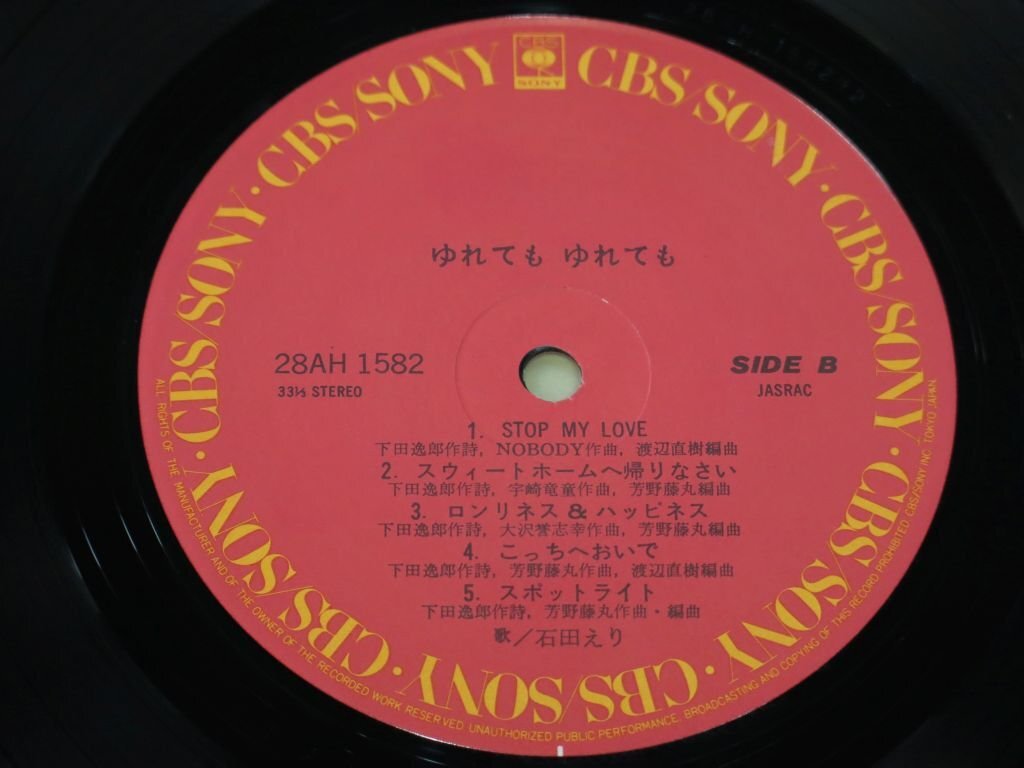 CBS/SONY · CBS/SONY · CBS/SONY · CBS/SONY · CBS/SONY · CBS/SONY · CBS/SONY · CBS/SONY
CBS
SONY
ゆれても ゆれても
28AH 1582
33⅓ STEREO
SIDE B
JASRAC
1. STOP MY LOVE
下田逸郎作詩, NOBODY作曲, 渡辺直樹編曲
2. スウィートホームへ帰りなさい
下田逸郎作詩, 宇崎竜童作曲, 芳野藤丸編曲
3. ロンリネス & ハッピネス
下田逸郎作詩, 大沢誉志幸作曲, 芳野藤丸編曲
4. こっちへおいで
下田逸郎作詩, 芳野藤丸作曲, 渡辺直樹編曲
5. スポットライト
下田逸郎作詩, 芳野藤丸作曲・編曲
歌／石田えり
ALL RIGHTS OF THE MANUFACTURER AND OF THE OWNER OF THE RECORDED WORK RESERVED. UNAUTHORIZED PUBLIC PERFORMANCE, BROADCASTING AND COPYING OF THIS RECORD PROHIBITED CBS/SONY INC. TOKYO JAPAN.